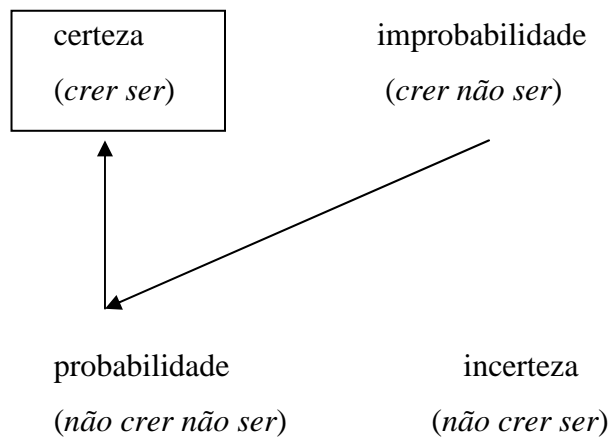 certeza
(crer ser)
improbabilidade
(crer não ser)
probabilidade
(não crer não ser)
incerteza
(não crer ser)